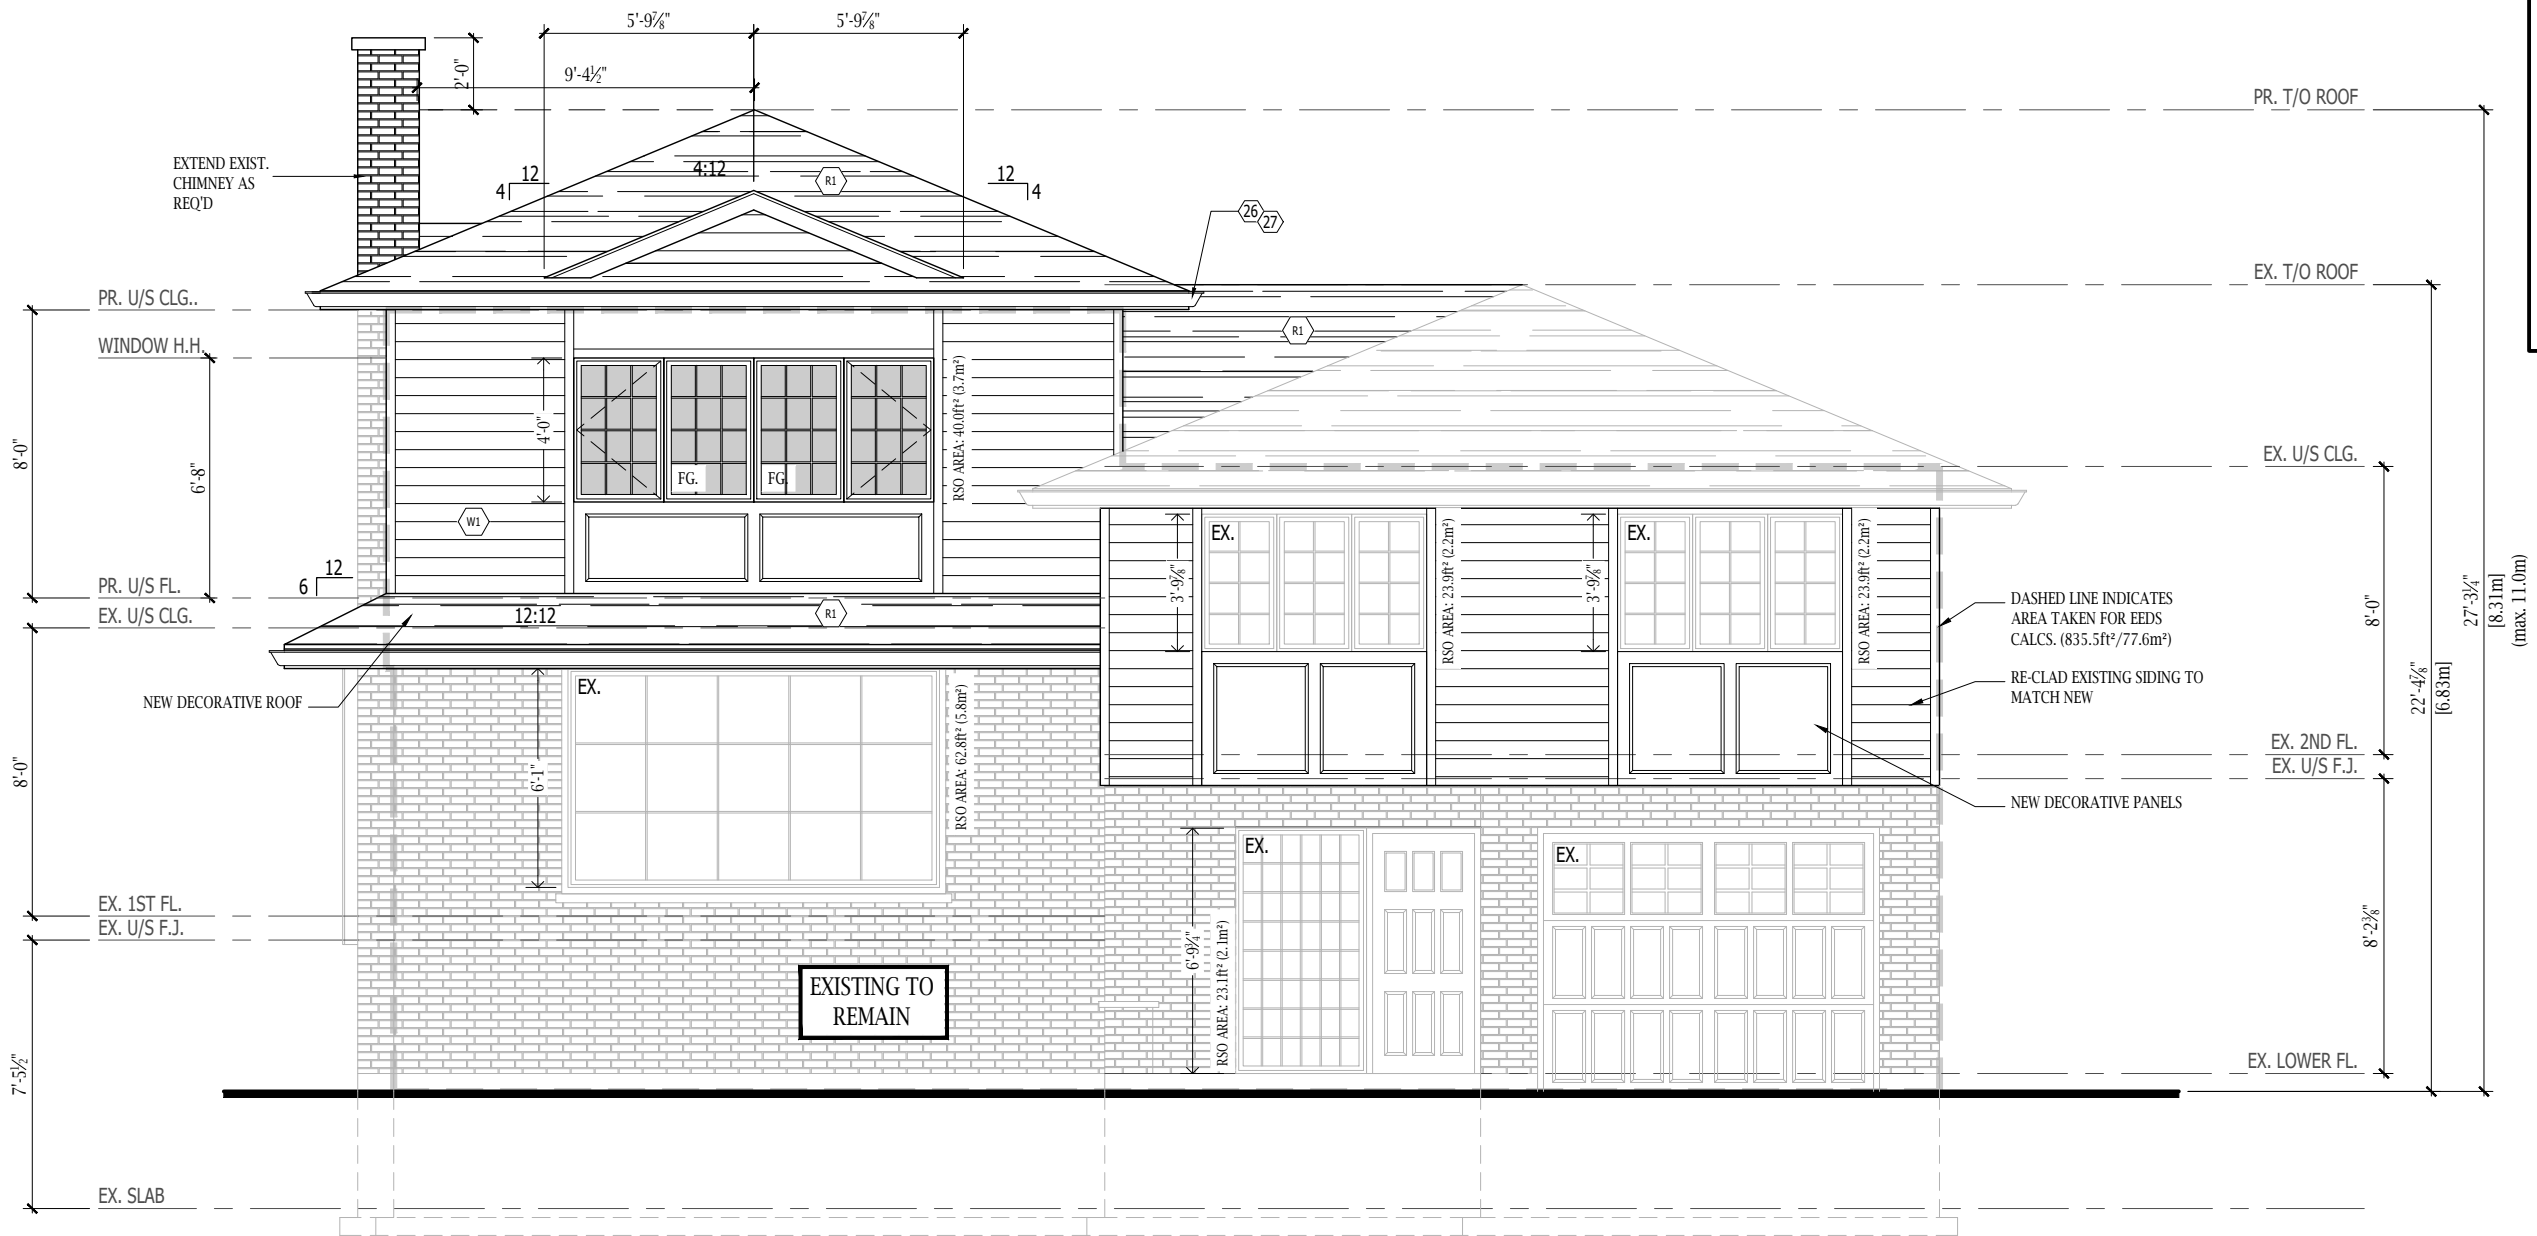 5'-9⅞"
5'-9⅞"
9'-4½"
2'-0"
PR. T/O ROOF
EXTEND EXIST.
CHIMNEY AS
REQ'D
12
4
4:12
R1
12
4
26
27
EX. T/O ROOF
PR. U/S CLG..
WINDOW H.H.
R1
8'-0"
6'-8"
4'-0"
FG.
FG.
RSO AREA: 40.0ft² (3.7m²)
W1
EX. U/S CLG.
EX.
3'-9⅞"
RSO AREA: 23.9ft² (2.2m²)
EX.
3'-9⅞"
RSO AREA: 23.9ft² (2.2m²)
12
6
PR. U/S FL.
EX. U/S CLG.
12:12
R1
DASHED LINE INDICATES
AREA TAKEN FOR EEDS
CALCS. (835.5ft²/77.6m²)
RE-CLAD EXISTING SIDING TO
MATCH NEW
8'-0"
27'-3¼"
[8.31m]
(max. 11.0m)
22'-4⅞"
[6.83m]
NEW DECORATIVE ROOF
EX.
6'-1"
RSO AREA: 62.8ft² (5.8m²)
8'-0"
EX. 2ND FL.
EX. U/S F.J.
NEW DECORATIVE PANELS
EX.
EX.
6'-9¾"
RSO AREA: 23.1ft² (2.1m²)
8'-2⅜"
EX. 1ST FL.
EX. U/S F.J.
EXISTING TO
REMAIN
7'-5½"
EX. LOWER FL.
EX. SLAB